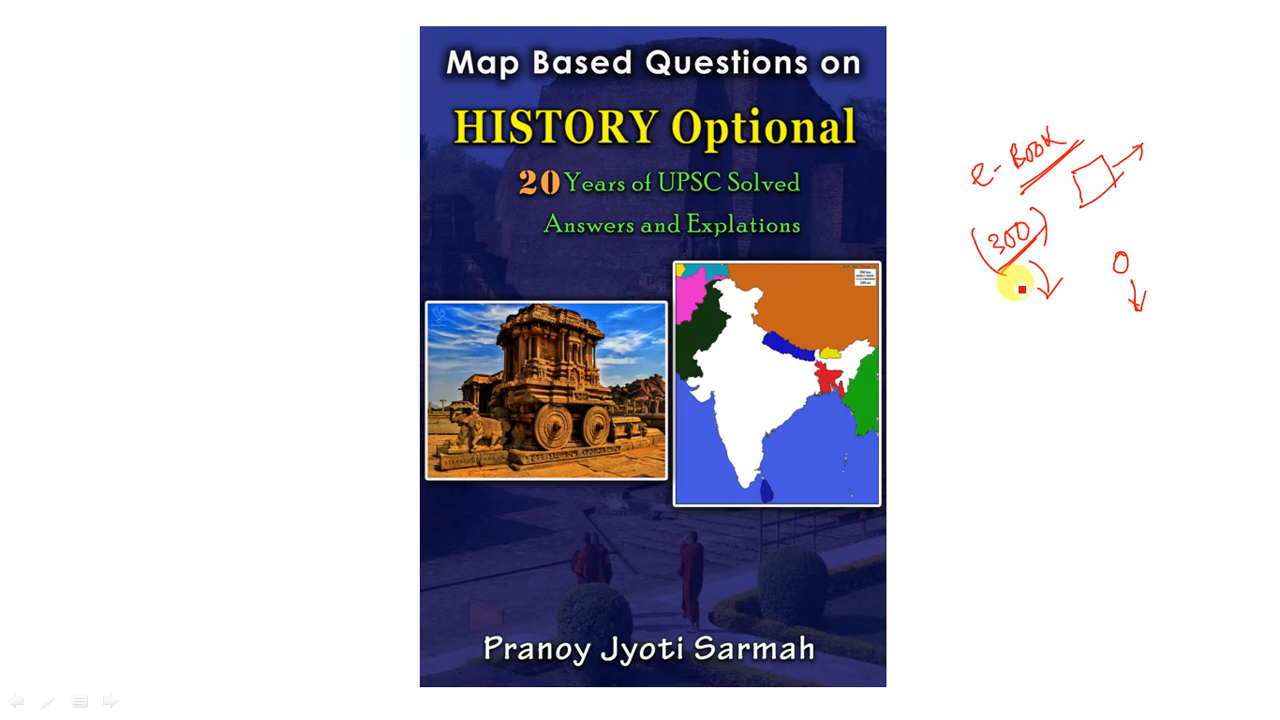 Map Based Questions on
HISTORY Optional
20 Years of UPSC Solved
Answers and Explations
Pranoy Jyoti Sarmah
e-Book
(300)